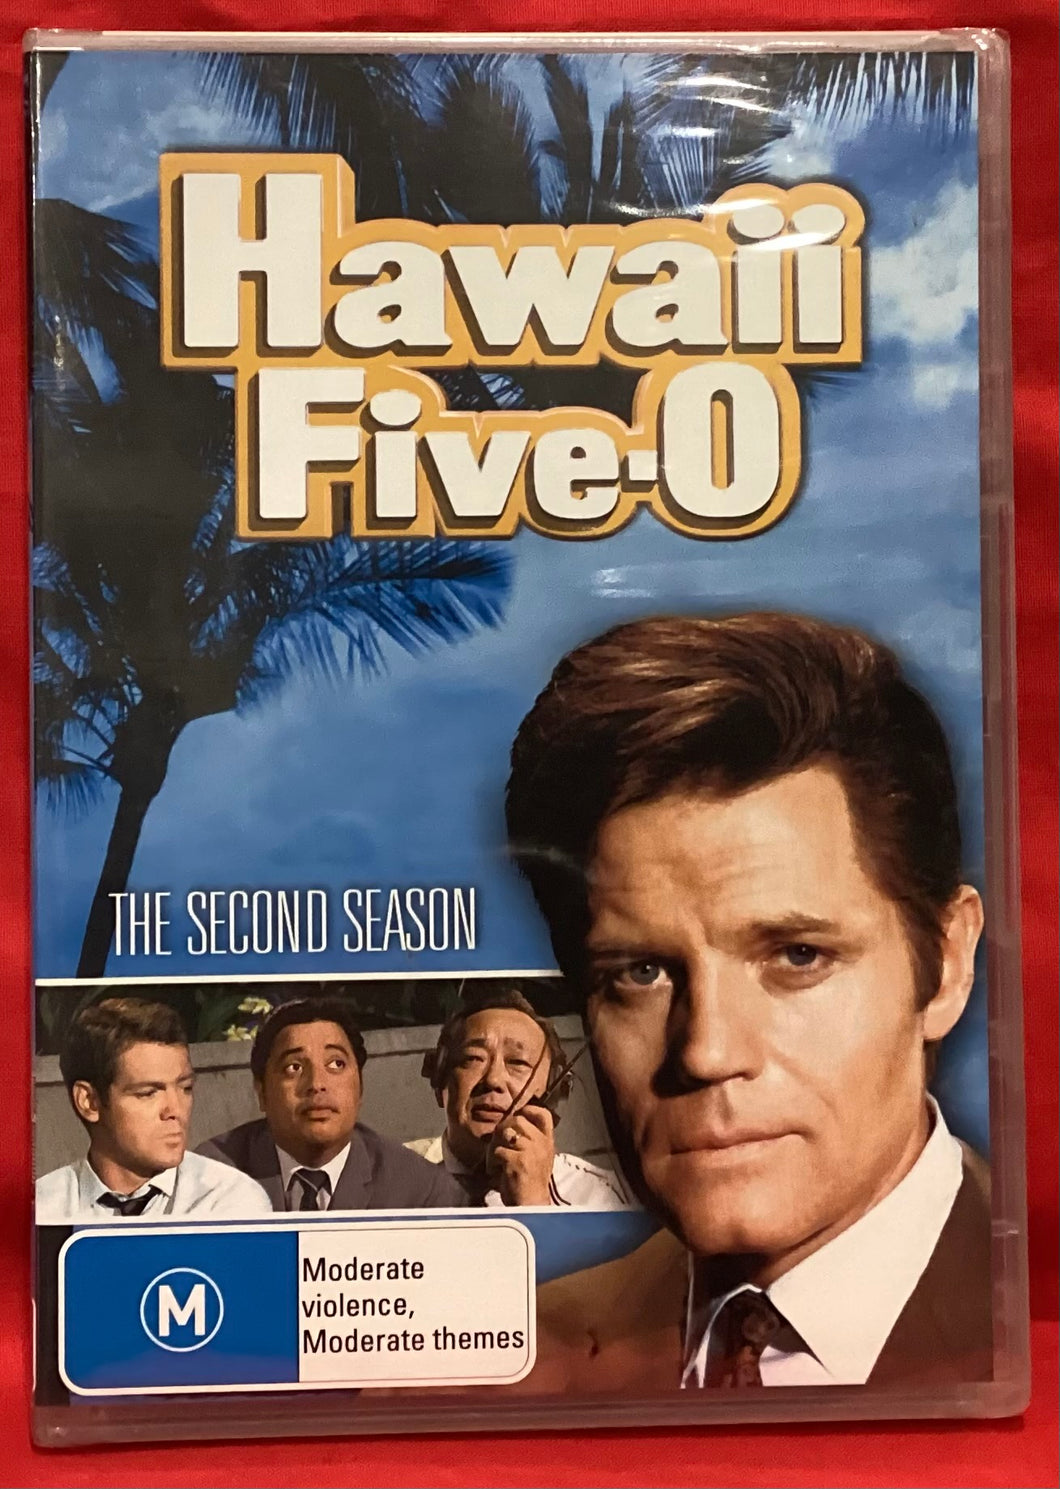 Hawaii
Five-O
THE SECOND SEASON
M
Moderate
violence,
Moderate themes